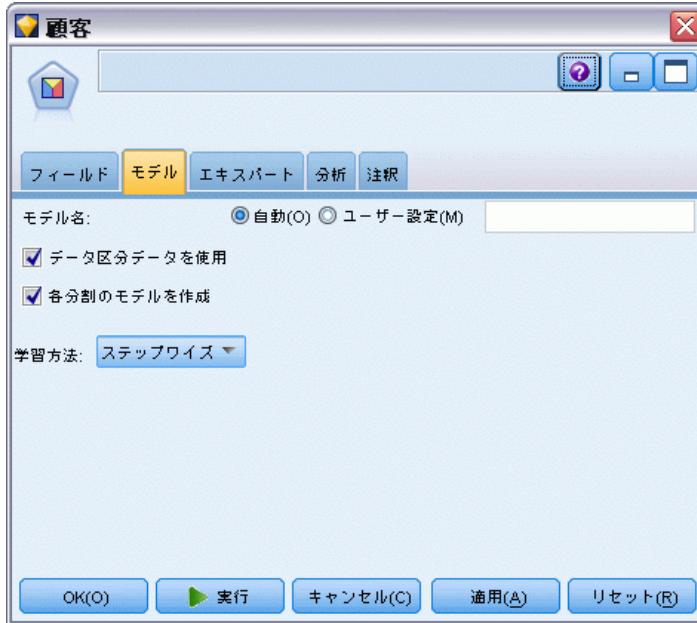 顧客
フィールド モデル エキスパート 分析 注釈
モデル名: 自動(O) ユーザー設定(M)
データ区分データを使用
各分割のモデルを作成
学習方法: ステップワイズ
OK(O) 実行 キャンセル(C) 適用(A) リセット(R)